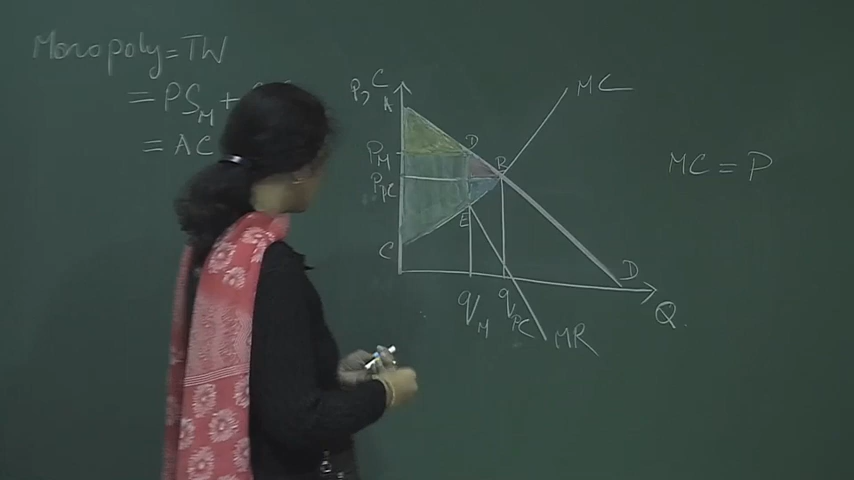 Monopoly = TW
= PS_M +
= AC
P, C
A
P_M
P_PC
C
D
B
E
MC
D
Q
q_M
q_PC
MR
MC = P